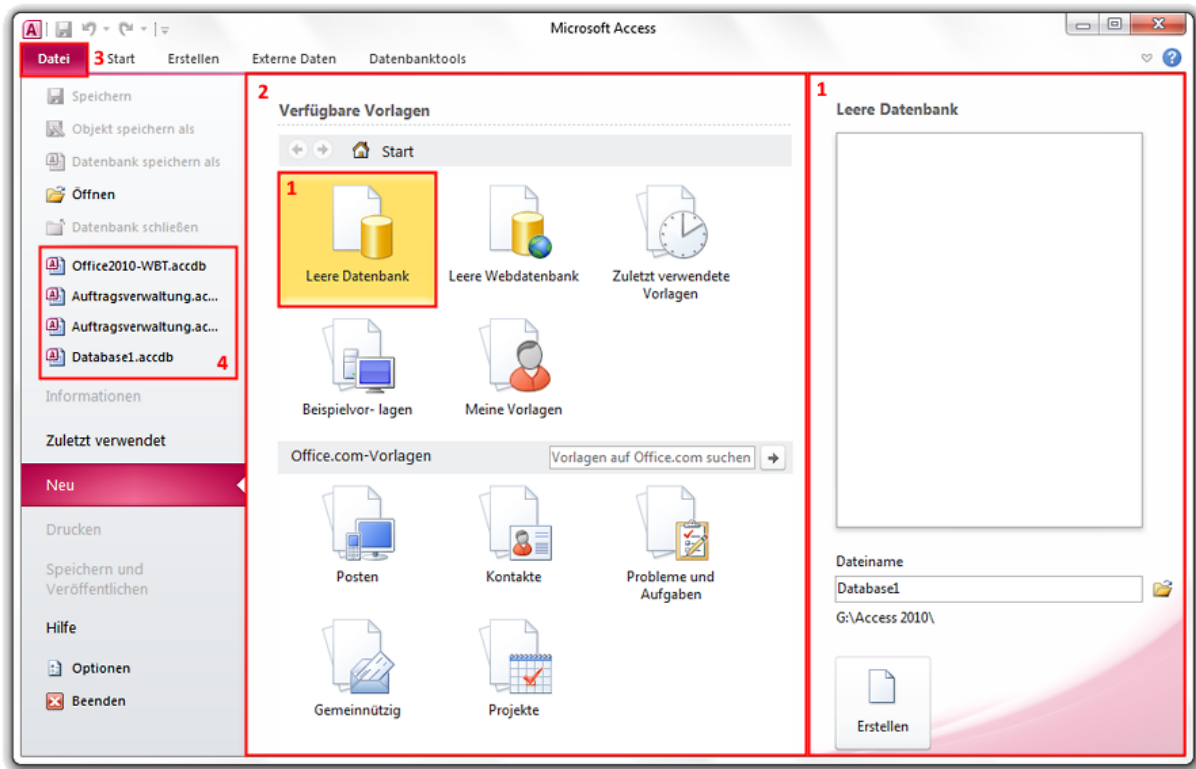 Microsoft Access
Datei 3 Start Erstellen Externe Daten Datenbanktools
Speichern
Objekt speichern als
Datenbank speichern als
Öffnen
Datenbank schließen
Office2010-WBT.accdb
Auftragsverwaltung.ac...
Auftragsverwaltung.ac...
Database1.accdb
4
Informationen
Zuletzt verwendet
Neu
Drucken
Speichern und
Veröffentlichen
Hilfe
Optionen
Beenden
2
Verfügbare Vorlagen
Start
1
Leere Datenbank
Leere Webdatenbank
Zuletzt verwendete
Vorlagen
Beispielvor- lagen
Meine Vorlagen
Office.com-Vorlagen
Vorlagen auf Office.com suchen
Posten
Kontakte
Probleme und
Aufgaben
Gemeinnützig
Projekte
1
Leere Datenbank
Dateiname
Database1
G:\Access 2010\
Erstellen